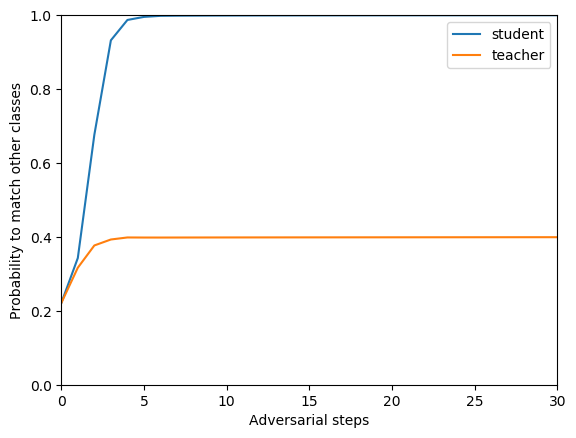 1.0
0.8
0.6
0.4
0.2
0.0
Probability to match other classes
student
teacher
0 5 10 15 20 25 30
Adversarial steps